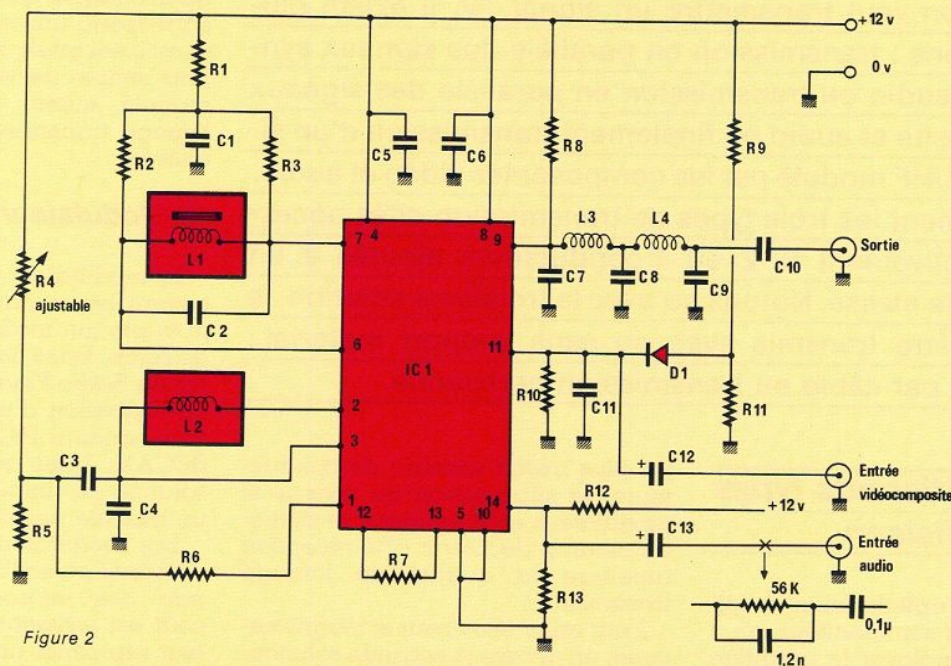 +12 v
0 v
R1
C1
R2
R3
C5
C6
R8
R9
L1
7
4
8
9
L3
L4
C10
Sortie
R4
ajustable
C2
C7
C8
C9
6
11
IC 1
D1
R10
C11
R11
L2
2
3
C3
C4
C12
Entrée
vidéocomposite
R5
1
14
R12
+12 v
12
13
5
10
C13
Entrée
audio
R6
R7
R13
56 K
0,1µ
1,2 n
Figure 2